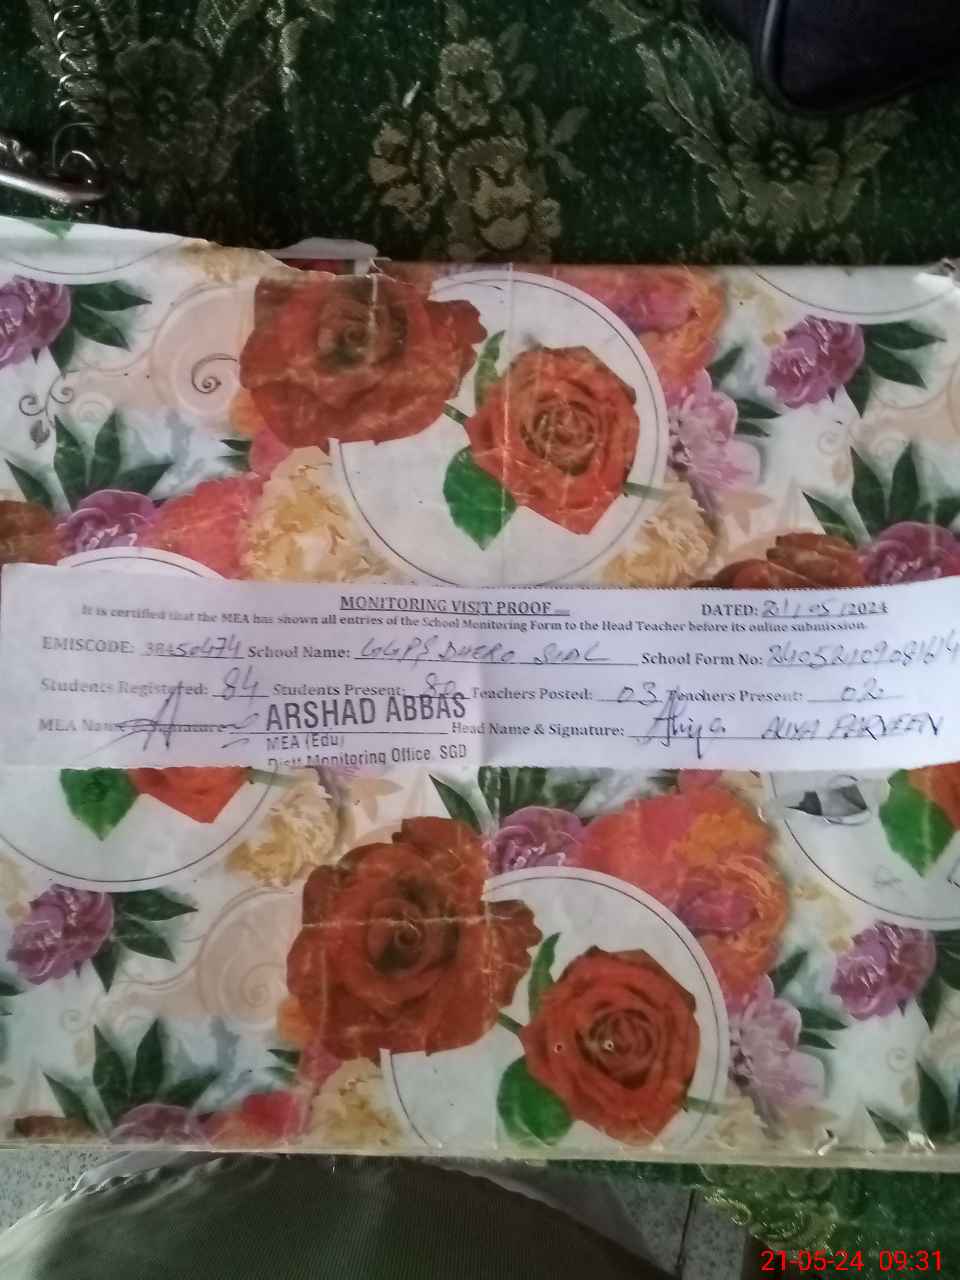 MONITORING VISIT PROOF
DATED: 21/05/2024
It is certified that the MEA has shown all entries of the School Monitoring Form to the Head Teacher before its online submission.
EMISCODE: 38450474 School Name: GGPS School Form No:
Students Registered: 84 Students Present: 80 Teachers Posted: 03 Teachers Present: 02
MEA Name Signature Head Name & Signature: ALIYA PARVEEN
ARSHAD ABBAS
MEA (Edu)
Distt Monitoring Office, SGD
21-05-24 09:31